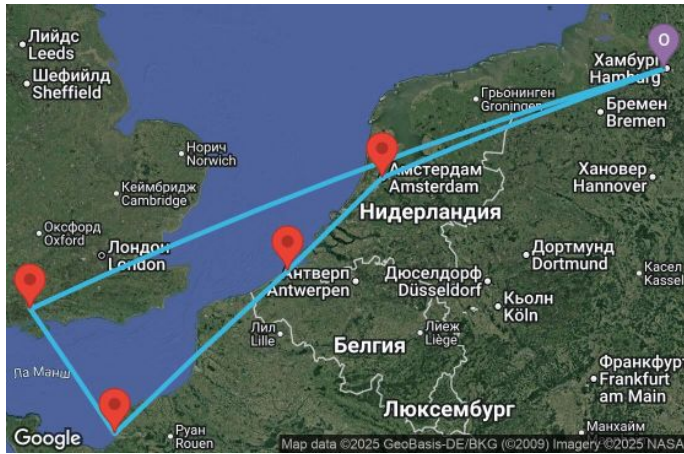 Лийдс
Leeds
Шефийлд
Sheffield
O
Хамбург
Hamburg
Грьонинген
Groningen
Бремен
Bremen
Норич
Norwich
Амстердам
Amsterdam
Хановер
Hannover
Кеймбридж
Cambridge
Нидерландия
Оксфорд
Oxford
Лондон
London
Дортмунд
Dortmund
Антверп
Antwerpen
Дюселдорф
Düsseldorf
Касел
Kassel
Кьолн
Köln
Лил
Lille
Лиеж
Liège
Белгия
Ла Манш
Франкфурт
Frankfurt
am Main
Люксембург
Руан
Rouen
Манхайм
Google
Map data ©2025 GeoBasis-DE/BKG (©2009) Imagery ©2025 NASA